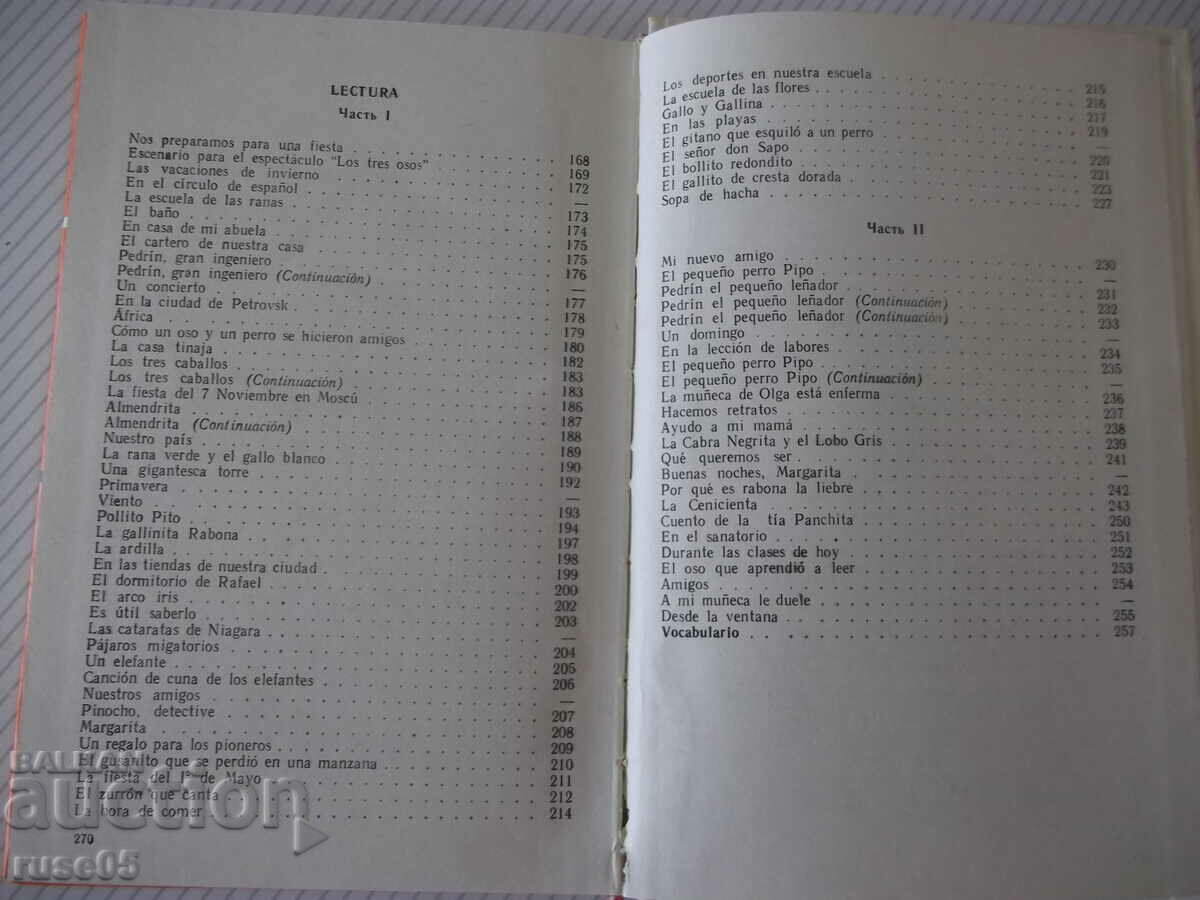 LECTURA
Часть I
Nos preparamos para una fiesta . . . . . 168
Escenario para el espectáculo "Los tres osos" . . . . . 169
Las vacaciones de invierno . . . . . 172
En el círculo de español . . . . . —
La escuela de las ranas . . . . . 173
El baño . . . . . 174
En casa de mi abuela . . . . . 175
El cartero de nuestra casa . . . . . 175
Pedrín, gran ingeniero . . . . . 176
Pedrín, gran ingeniero (Continuación) . . . . . —
Un concierto . . . . . 177
En la ciudad de Petrovsk . . . . . 178
África . . . . . 179
Cómo un oso y un perro se hicieron amigos . . . . . 180
La casa tinaja . . . . . 182
Los tres caballos . . . . . 183
Los tres caballos (Continuación) . . . . . 183
La fiesta del 7 Noviembre en Moscú . . . . . 186
Almendrita . . . . . 187
Almendrita (Continuación) . . . . . 188
Nuestro país . . . . . 189
La rana verde y el gallo blanco . . . . . 190
Una gigantesca torre . . . . . 192
Primavera . . . . . —
Viento . . . . . 193
Pollito Pito . . . . . 194
La gallinita Rabona . . . . . 197
La ardilla . . . . . 198
En las tiendas de nuestra ciudad . . . . . 199
El dormitorio de Rafael . . . . . 200
El arco iris . . . . . 202
Es útil saberlo . . . . . 203
Las cataratas de Niagara . . . . . —
Pájaros migatorios . . . . . 204
Un elefante . . . . . 205
Canción de cuna de los elefantes . . . . . 206
Nuestros amigos . . . . . —
Pinocho, detective . . . . . 207
Margarita . . . . . 208
Un regalo para los pioneros . . . . . 209
El gusanito que se perdió en una manzana . . . . . 210
La fiesta del 1° de Mayo . . . . . 211
El zurrón que canta . . . . . 212
La hora de comer . . . . . 214
270
Los deportes en nuestra escuela . . . . . 215
La escuela de las flores . . . . . 216
Gallo y Gallina . . . . . 217
En las playas . . . . . 219
El gitano que esquiló a un perro . . . . . —
El señor don Sapo . . . . . 220
El bollito redondito . . . . . 221
El gallito de cresta dorada . . . . . 223
Sopa de hacha . . . . . 227
Часть II
Mi nuevo amigo . . . . . 230
El pequeño perro Pipo . . . . . —
Pedrín el pequeño leñador . . . . . 231
Pedrín el pequeño leñador (Continuación) . . . . . 232
Pedrín el pequeño leñador (Continuación) . . . . . 233
Un domingo . . . . . —
En la lección de labores . . . . . 234
El pequeño perro Pipo . . . . . 235
El pequeño perro Pipo (Continuación) . . . . . —
La muñeca de Olga está enferma . . . . . 236
Hacemos retratos . . . . . 237
Ayudo a mi mamá . . . . . 238
La Cabra Negrita y el Lobo Gris . . . . . 239
Qué queremos ser . . . . . 241
Buenas noches, Margarita . . . . . —
Por qué es rabona la liebre . . . . . 242
La Cenicienta . . . . . 243
Cuento de la tía Panchita . . . . . 250
En el sanatorio . . . . . 251
Durante las clases de hoy . . . . . 252
El oso que aprendió a leer . . . . . 253
Amigos . . . . . 254
A mi muñeca le duele . . . . . —
Desde la ventana . . . . . 255
Vocabulario . . . . . 257
BALKAN
auction
ruse05